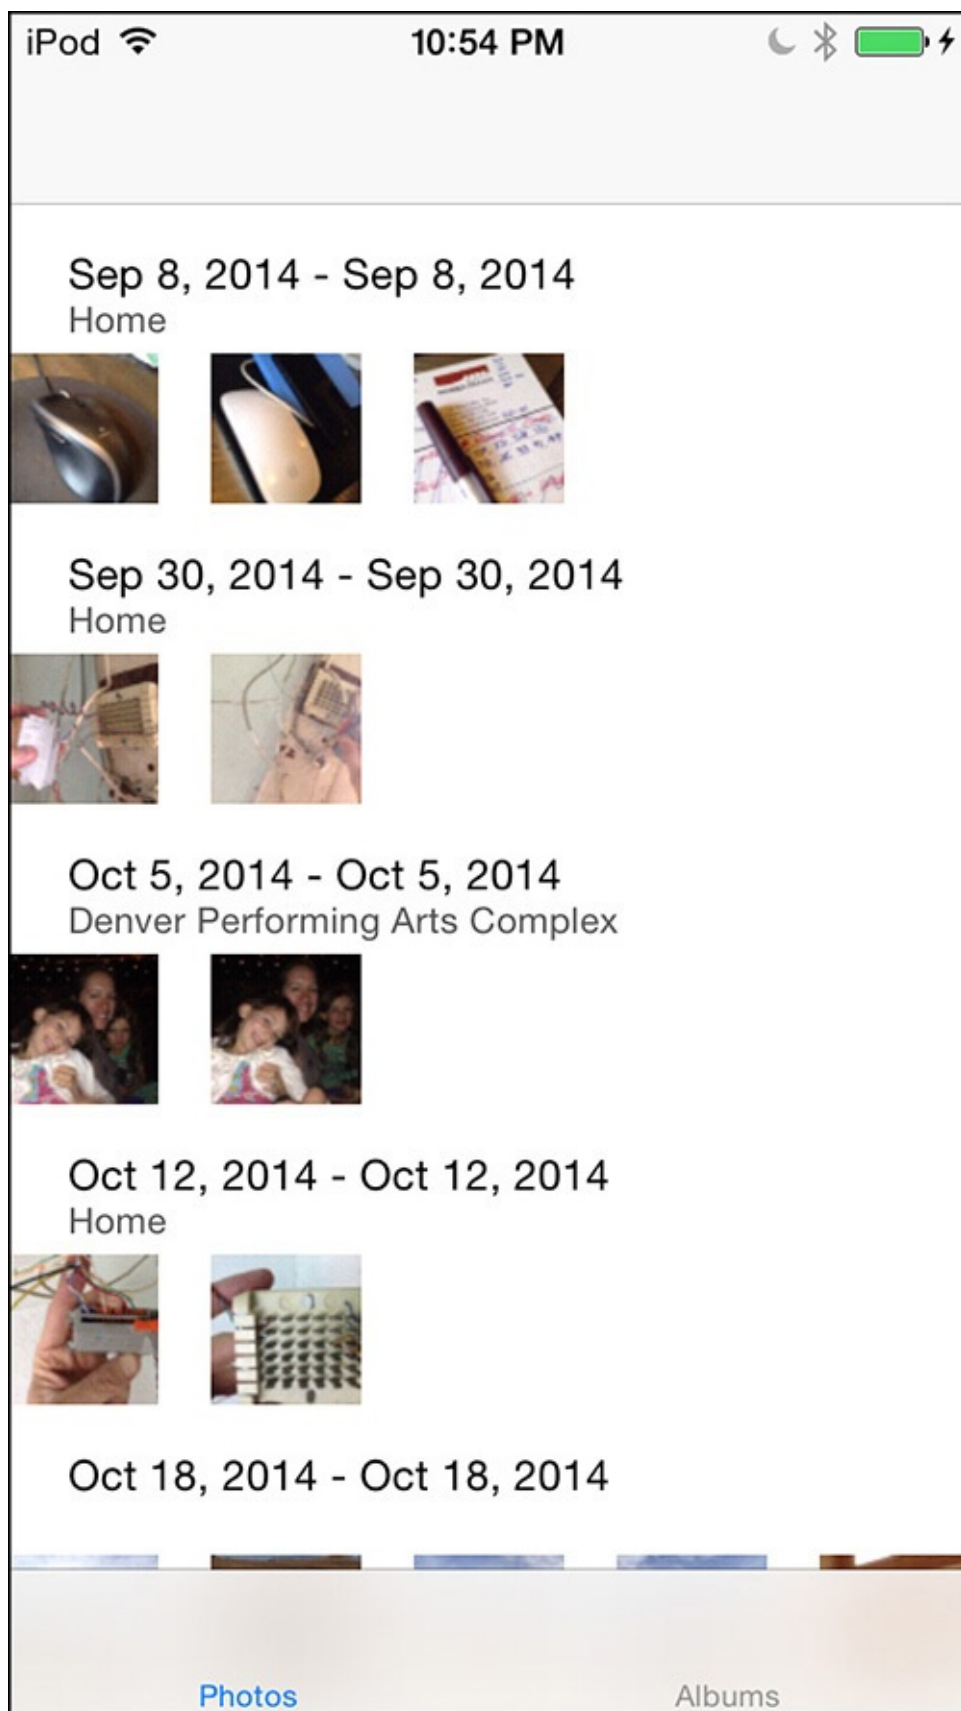 iPod 10:54 PM
Sep 8, 2014 - Sep 8, 2014
Home
Sep 30, 2014 - Sep 30, 2014
Home
Oct 5, 2014 - Oct 5, 2014
Denver Performing Arts Complex
Oct 12, 2014 - Oct 12, 2014
Home
Oct 18, 2014 - Oct 18, 2014
Photos Albums